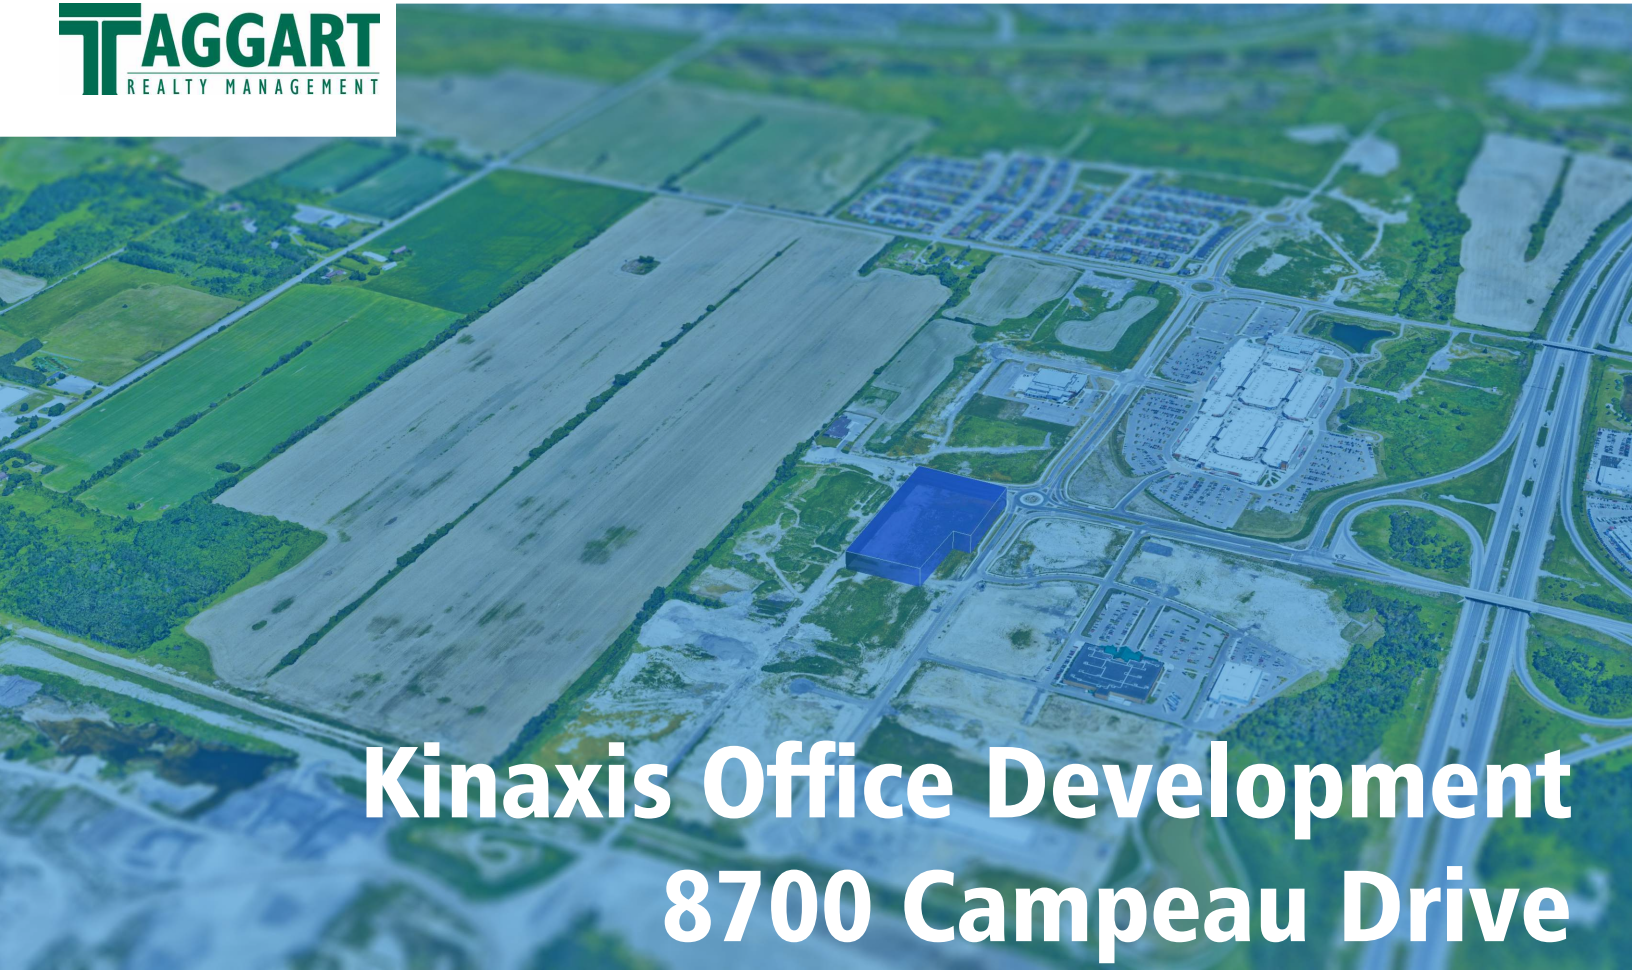 TAGGART
REALTY MANAGEMENT
Kinaxis Office Development
8700 Campeau Drive